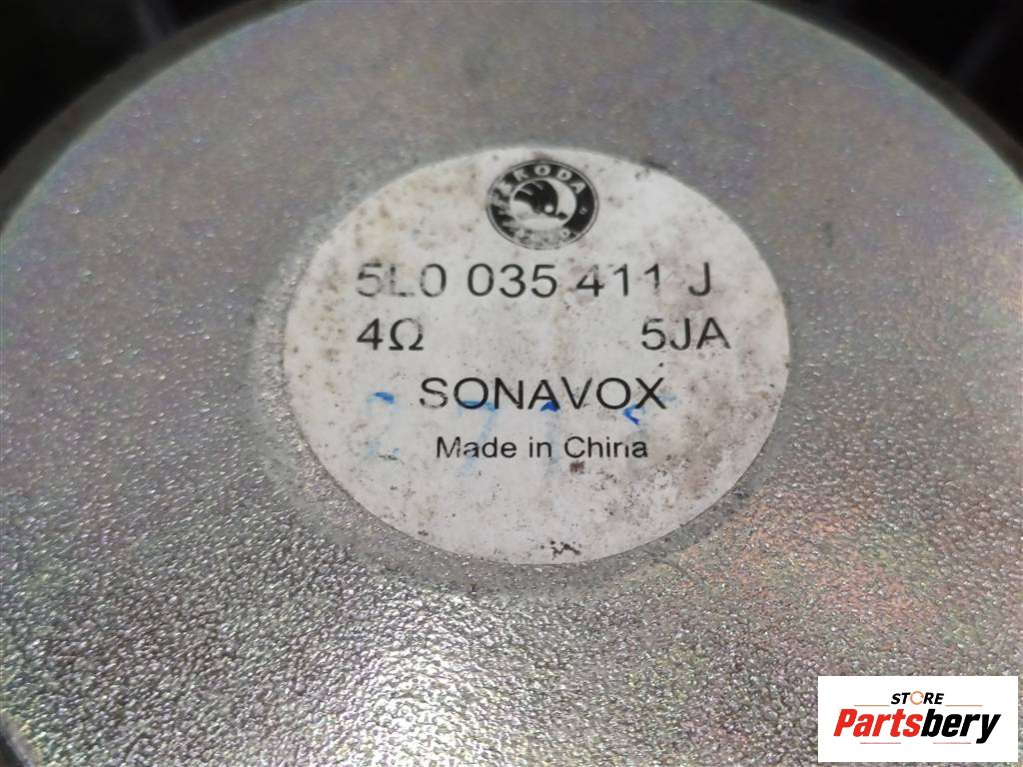 ŠKODA
5L0 035 411 J
4Ω 5JA
SONAVOX
Made in China
STORE
Partsbery